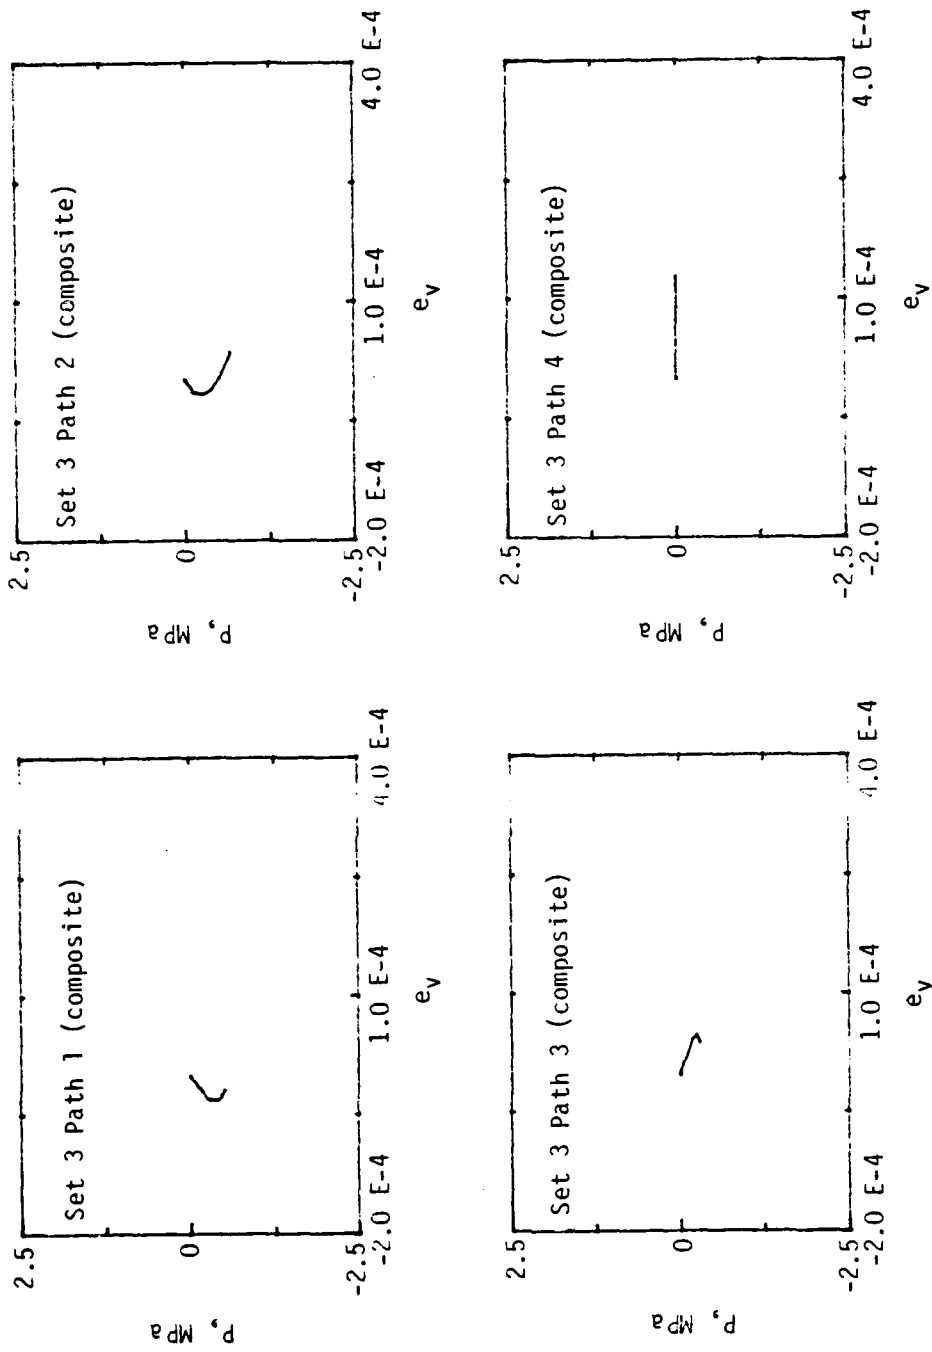 Set 3 Path 1 (composite)
2.5
0
-2.5
P, MPa
-2.0 E-4
1.0 E-4
4.0 E-4
e_v
Set 3 Path 2 (composite)
2.5
0
-2.5
P, MPa
-2.0 E-4
1.0 E-4
4.0 E-4
e_v
Set 3 Path 3 (composite)
2.5
0
-2.5
P, MPa
-2.0 E-4
1.0 E-4
4.0 E-4
e_v
Set 3 Path 4 (composite)
2.5
0
-2.5
P, MPa
-2.0 E-4
1.0 E-4
4.0 E-4
e_v